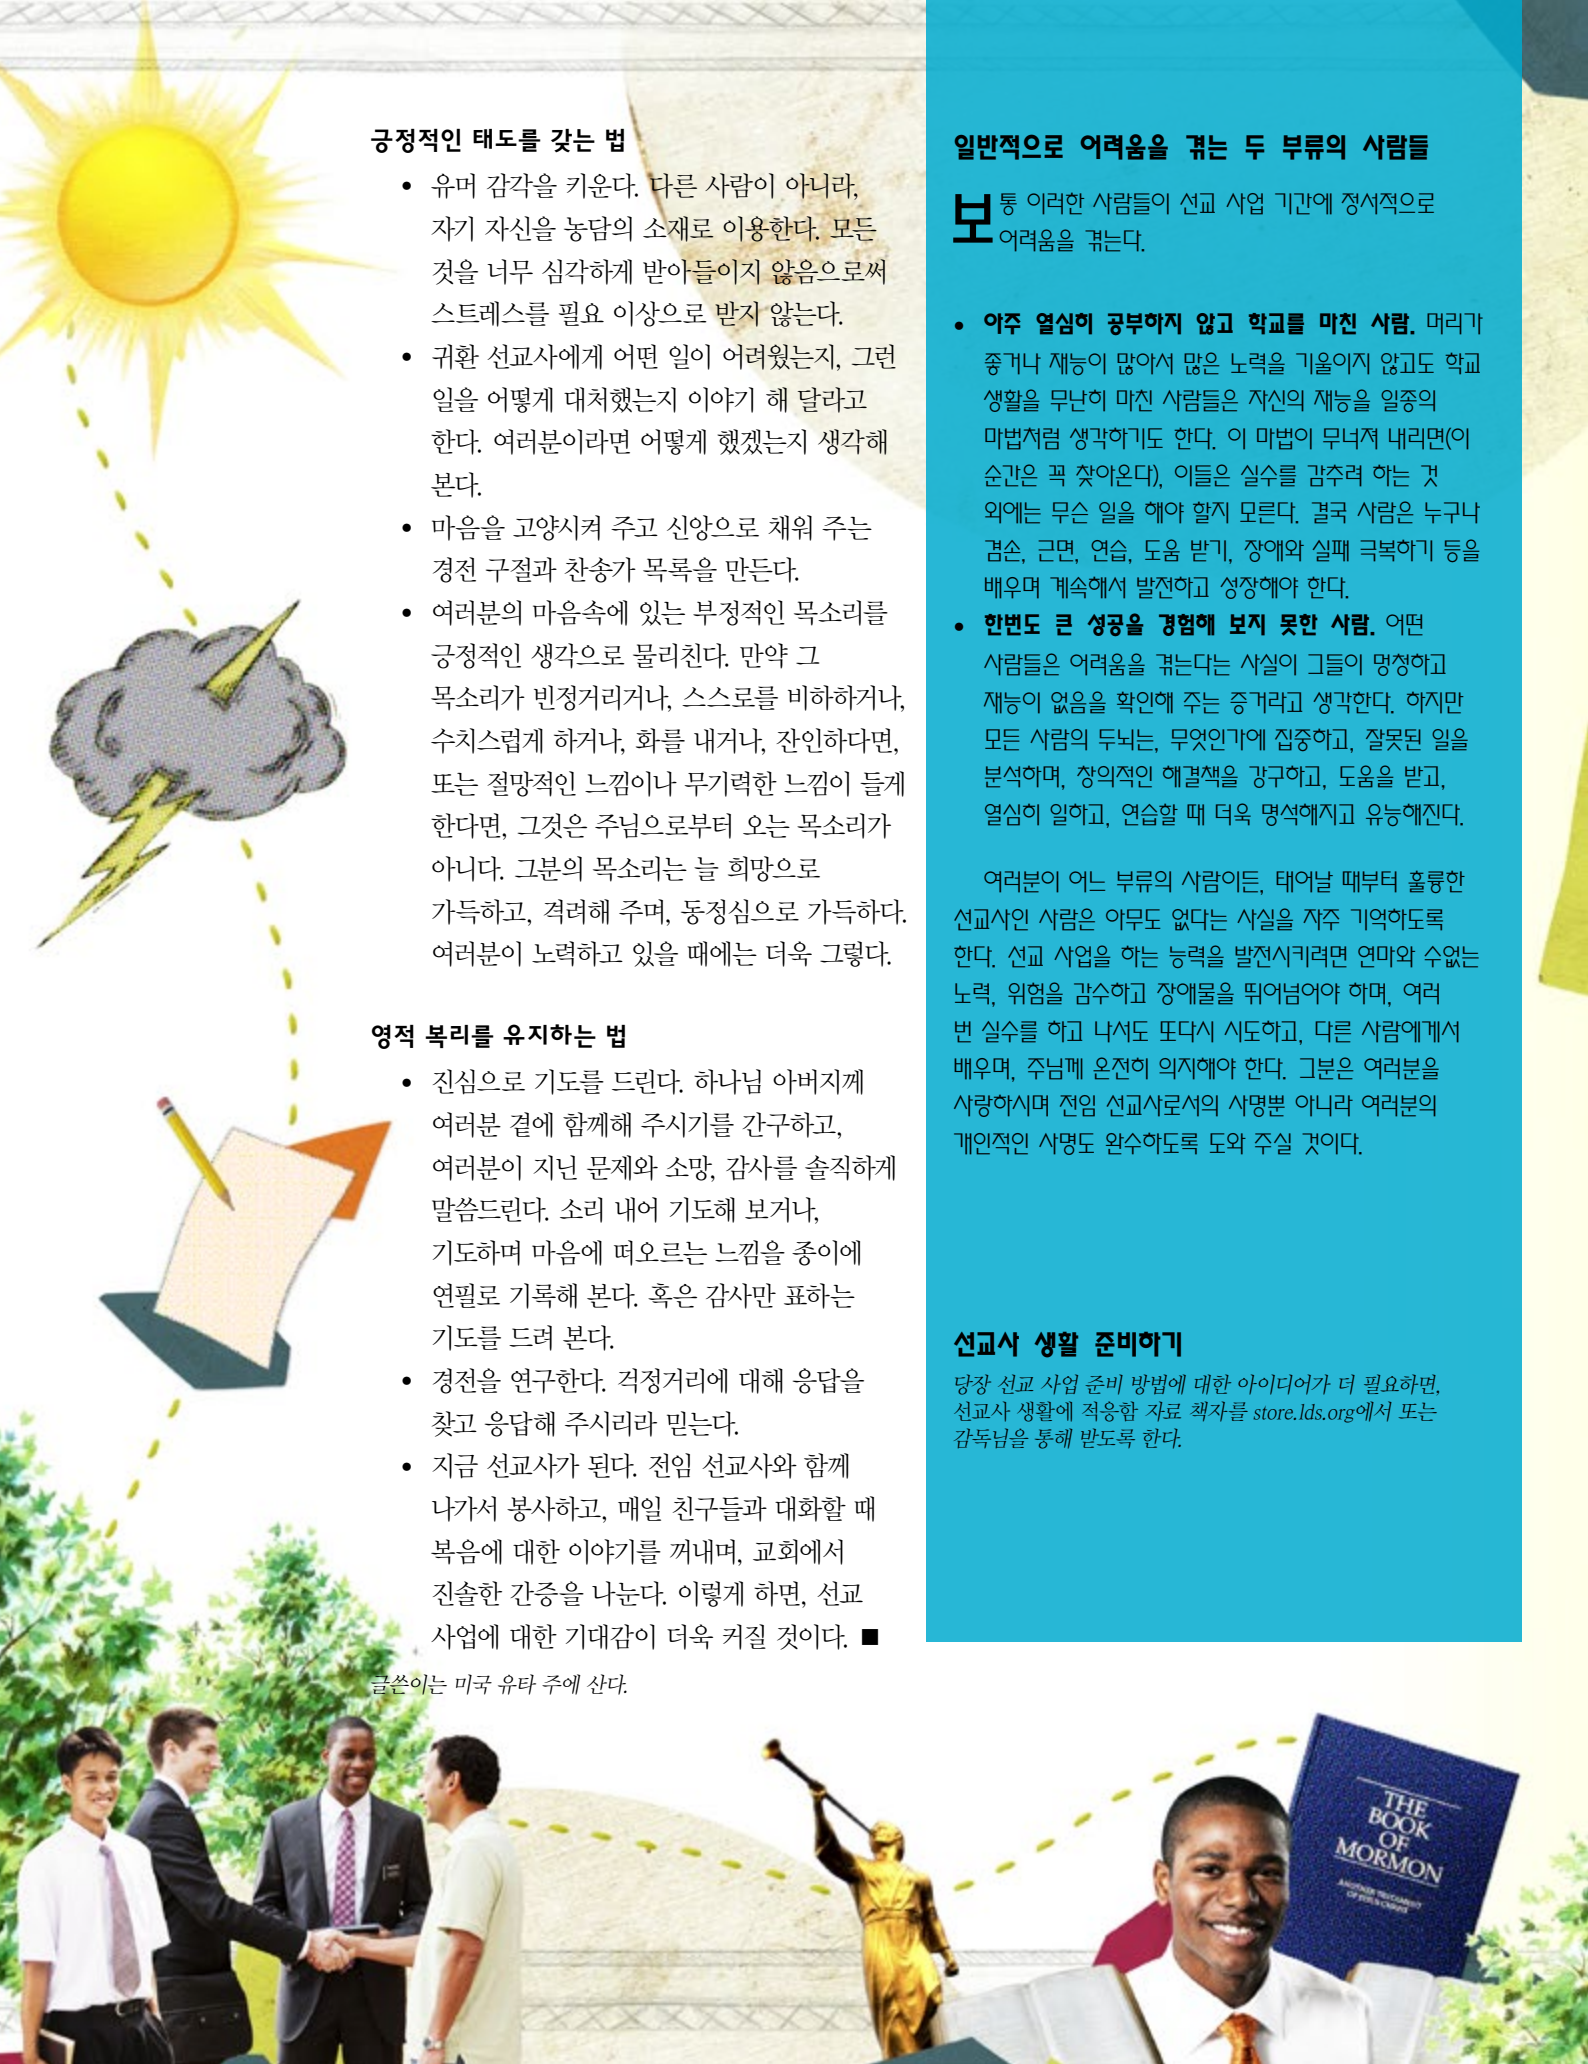 긍정적인 태도를 갖는 법
• 유머 감각을 키운다. 다른 사람이 아니라,
자기 자신을 농담의 소재로 이용한다. 모든
것을 너무 심각하게 받아들이지 않음으로써
스트레스를 필요 이상으로 받지 않는다.
• 귀환 선교사에게 어떤 일이 어려웠는지, 그런
일을 어떻게 대처했는지 이야기 해 달라고
한다. 여러분이라면 어떻게 했겠는지 생각해
본다.
• 마음을 고양시켜 주고 신앙으로 채워 주는
경전 구절과 찬송가 목록을 만든다.
• 여러분의 마음속에 있는 부정적인 목소리를
긍정적인 생각으로 물리친다. 만약 그
목소리가 빈정거리거나, 스스로를 비하하거나,
수치스럽게 하거나, 화를 내거나, 잔인하다면,
또는 절망적인 느낌이나 무기력한 느낌이 들게
한다면, 그것은 주님으로부터 오는 목소리가
아니다. 그분의 목소리는 늘 희망으로
가득하고, 격려해 주며, 동정심으로 가득하다.
여러분이 노력하고 있을 때에는 더욱 그렇다.
영적 복리를 유지하는 법
• 진심으로 기도를 드린다. 하나님 아버지께
여러분 곁에 함께해 주시기를 간구하고,
여러분이 지닌 문제와 소망, 감사를 솔직하게
말씀드린다. 소리 내어 기도해 보거나,
기도하며 마음에 떠오르는 느낌을 종이에
연필로 기록해 본다. 혹은 감사만 표하는
기도를 드려 본다.
• 경전을 연구한다. 걱정거리에 대해 응답을
찾고 응답해 주시리라 믿는다.
• 지금 선교사가 된다. 전임 선교사와 함께
나가서 봉사하고, 매일 친구들과 대화할 때
복음에 대한 이야기를 꺼내며, 교회에서
진솔한 간증을 나눈다. 이렇게 하면, 선교
사업에 대한 기대감이 더욱 커질 것이다. ■
글쓴이는 미국 유타 주에 산다.
일반적으로 어려움을 겪는 두 부류의 사람들
보통 이러한 사람들이 선교 사업 기간에 정서적으로
어려움을 겪는다.
• 아주 열심히 공부하지 않고 학교를 마친 사람. 머리가
좋거나 재능이 많아서 많은 노력을 기울이지 않고도 학교
생활을 무난히 마친 사람들은 자신의 재능을 일종의
마법처럼 생각하기도 한다. 이 마법이 무너져 내리면(이
순간은 꼭 찾아온다), 이들은 실수를 감추려 하는 것
외에는 무슨 일을 해야 할지 모른다. 결국 사람은 누구나
겸손, 근면, 연습, 도움 받기, 장애와 실패 극복하기 등을
배우며 계속해서 발전하고 성장해야 한다.
• 한번도 큰 성공을 경험해 보지 못한 사람. 어떤
사람들은 어려움을 겪는다는 사실이 그들이 멍청하고
재능이 없음을 확인해 주는 증거라고 생각한다. 하지만
모든 사람의 두뇌는, 무엇인가에 집중하고, 잘못된 일을
분석하며, 창의적인 해결책을 강구하고, 도움을 받고,
열심히 일하고, 연습할 때 더욱 명석해지고 유능해진다.
여러분이 어느 부류의 사람이든, 태어날 때부터 훌륭한
선교사인 사람은 아무도 없다는 사실을 자주 기억하도록
한다. 선교 사업을 하는 능력을 발전시키려면 연마와 수없는
노력, 위험을 감수하고 장애물을 뛰어넘어야 하며, 여러
번 실수를 하고 나서도 또다시 시도하고, 다른 사람에게서
배우며, 주님께 온전히 의지해야 한다. 그분은 여러분을
사랑하시며 전임 선교사로서의 사명뿐 아니라 여러분의
개인적인 사명도 완수하도록 도와 주실 것이다.
선교사 생활 준비하기
당장 선교 사업 준비 방법에 대한 아이디어가 더 필요하면,
선교사 생활에 적응함 자료 책자를 store.lds.org에서 또는
감독님을 통해 받도록 한다.
THE
BOOK
OF
MORMON
ANOTHER TESTAMENT
OF JESUS CHRIST